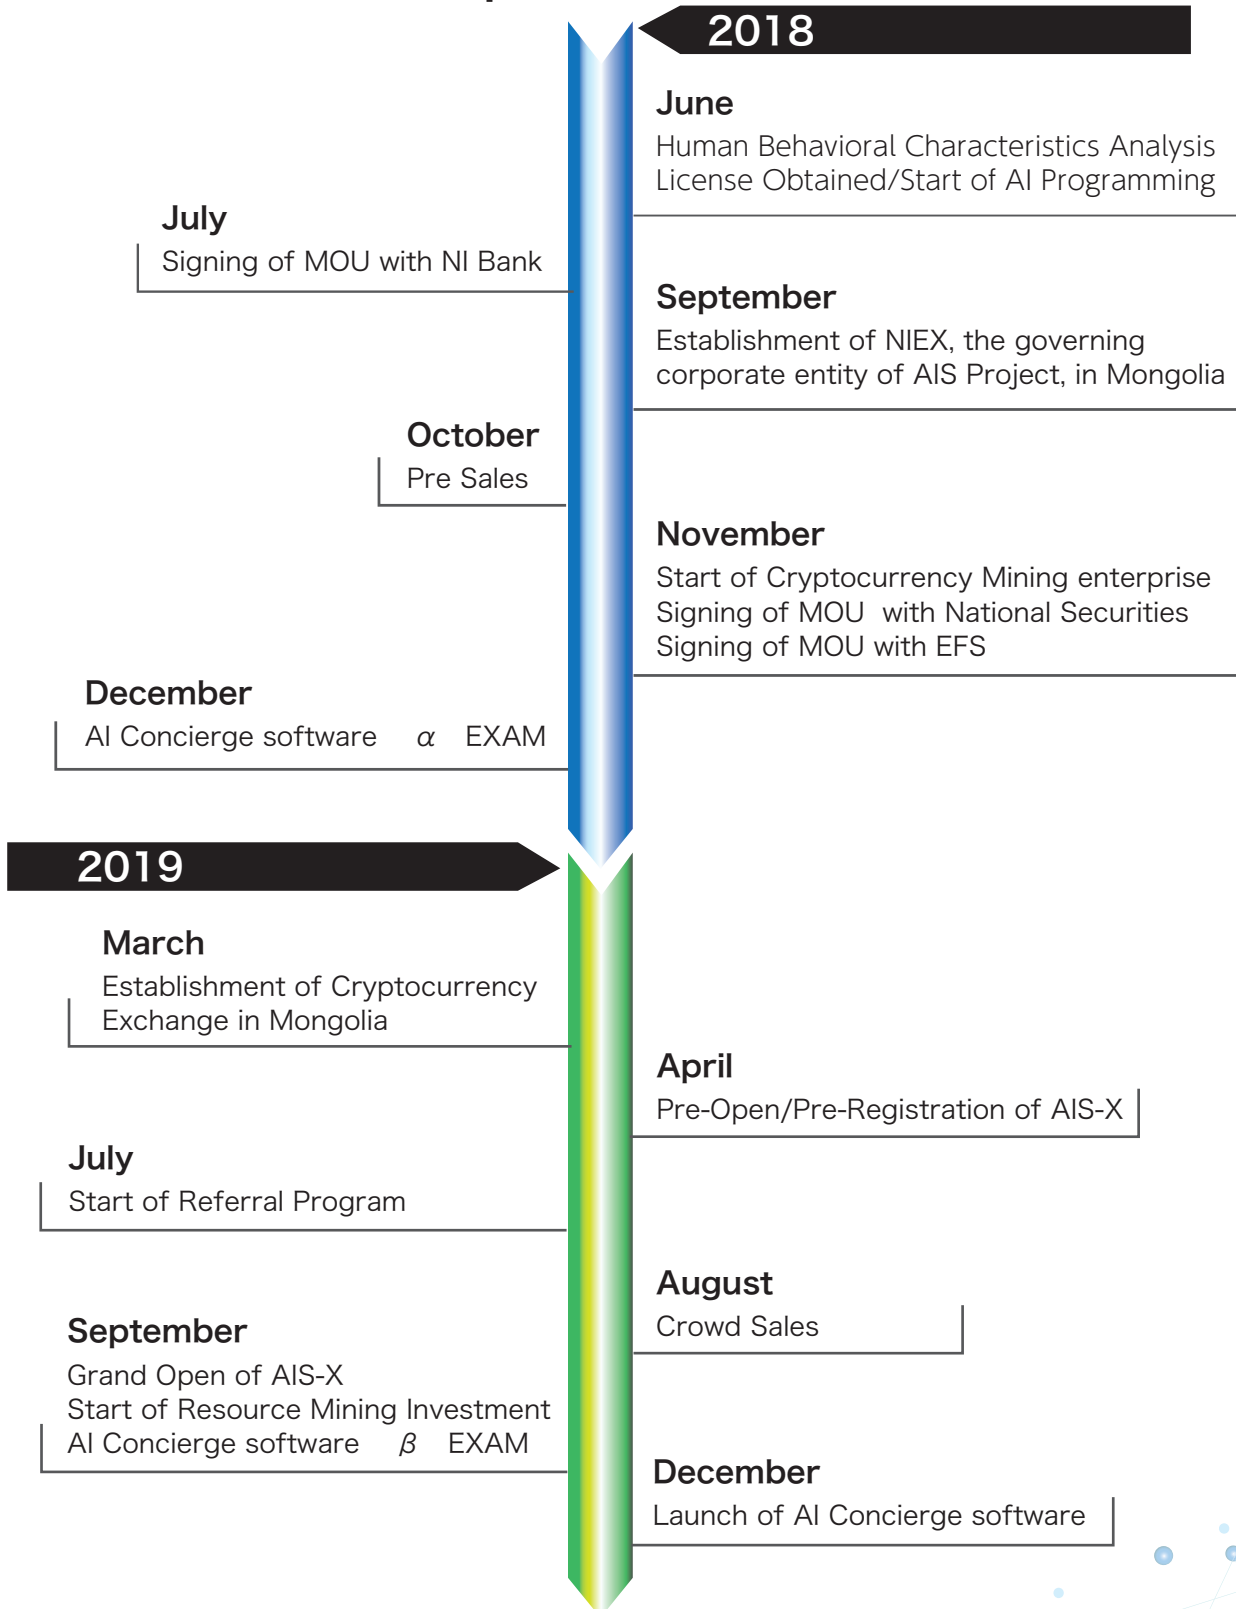 2018
June
Human Behavioral Characteristics Analysis
License Obtained/Start of AI Programming
July
Signing of MOU with NI Bank
September
Establishment of NIEX, the governing
corporate entity of AIS Project, in Mongolia
October
Pre Sales
November
Start of Cryptocurrency Mining enterprise
Signing of MOU with National Securities
Signing of MOU with EFS
December
AI Concierge software α EXAM
2019
March
Establishment of Cryptocurrency
Exchange in Mongolia
April
Pre-Open/Pre-Registration of AIS-X
July
Start of Referral Program
August
Crowd Sales
September
Grand Open of AIS-X
Start of Resource Mining Investment
AI Concierge software β EXAM
December
Launch of AI Concierge software